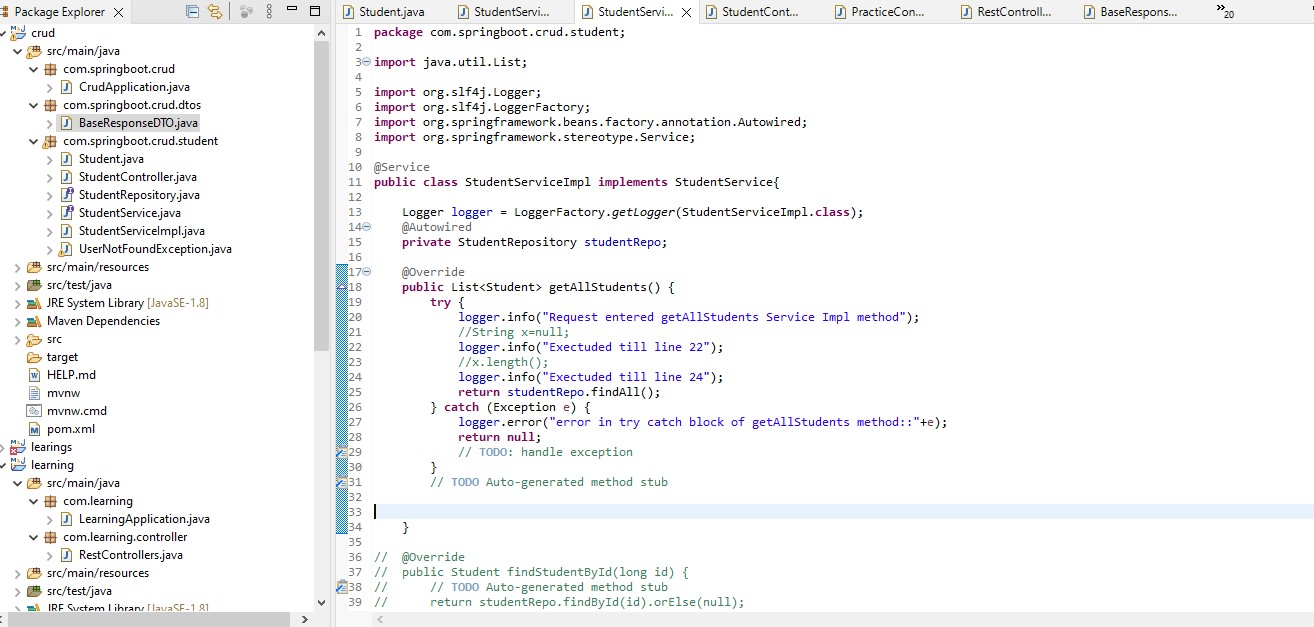 Package Explorer
crud
src/main/java
com.springboot.crud
CrudApplication.java
com.springboot.crud.dtos
BaseResponseDTO.java
com.springboot.crud.student
Student.java
StudentController.java
StudentRepository.java
StudentService.java
StudentServiceImpl.java
UserNotFoundException.java
src/main/resources
src/test/java
JRE System Library [JavaSE-1.8]
Maven Dependencies
src
target
HELP.md
mvnw
mvnw.cmd
pom.xml
learings
learning
src/main/java
com.learning
LearningApplication.java
com.learning.controller
RestControllers.java
src/main/resources
src/test/java
JRE System Library [JavaSE-1.8]
Student.java StudentServi... StudentServi... StudentCont... PracticeCon... RestControll... BaseRespons... »20
1 package com.springboot.crud.student;
2
3 import java.util.List;
4
5 import org.slf4j.Logger;
6 import org.slf4j.LoggerFactory;
7 import org.springframework.beans.factory.annotation.Autowired;
8 import org.springframework.stereotype.Service;
9
10 @Service
11 public class StudentServiceImpl implements StudentService{
12
13 Logger logger = LoggerFactory.getLogger(StudentServiceImpl.class);
14 @Autowired
15 private StudentRepository studentRepo;
16
17 @Override
18 public List<Student> getAllStudents() {
19 try {
20 logger.info("Request entered getAllStudents Service Impl method");
21 //String x=null;
22 logger.info("Exectuded till line 22");
23 //x.length();
24 logger.info("Exectuded till line 24");
25 return studentRepo.findAll();
26 } catch (Exception e) {
27 logger.error("error in try catch block of getAllStudents method::"+e);
28 return null;
29 // TODO: handle exception
30 }
31 // TODO Auto-generated method stub
32
33
34 }
35
36 // @Override
37 // public Student findStudentById(long id) {
38 // // TODO Auto-generated method stub
39 // return studentRepo.findById(id).orElse(null);